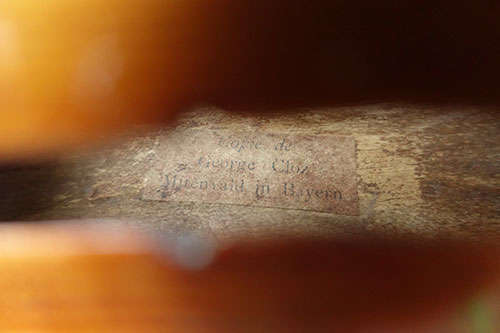 Copie de
George Cloz
Mittenwald in Bayern